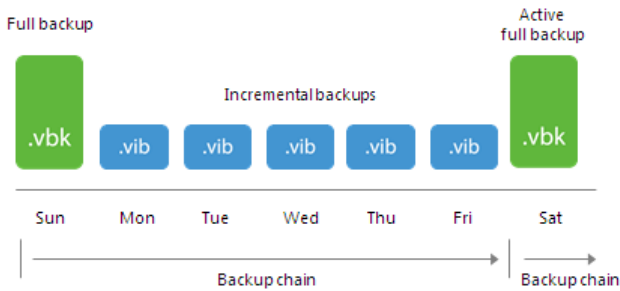 Full backup
Active
full backup
Incremental backups
.vbk
.vib
.vib
.vib
.vib
.vib
.vbk
Sun
Mon
Tue
Wed
Thu
Fri
Sat
Backup chain
Backup chain